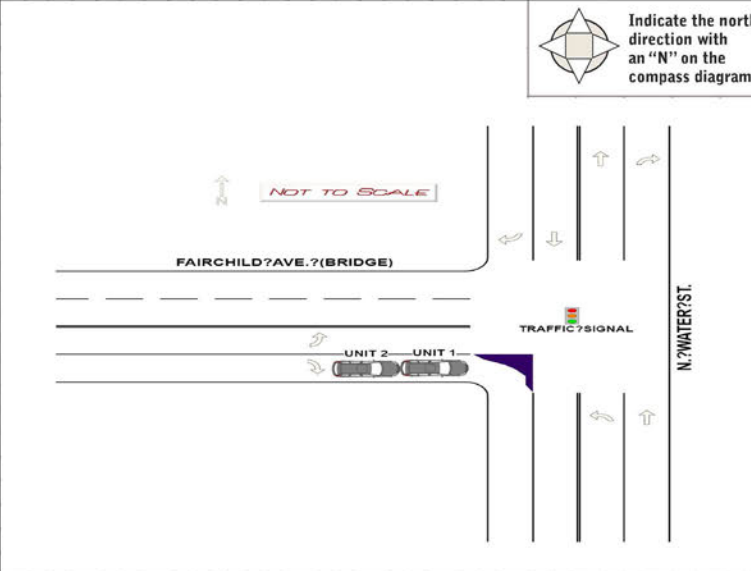 Indicate the north
direction with
an “N” on the
compass diagram
N
NOT TO SCALE
FAIRCHILD?AVE.?(BRIDGE)
TRAFFIC?SIGNAL
N.?WATER?ST.
UNIT 2
UNIT 1